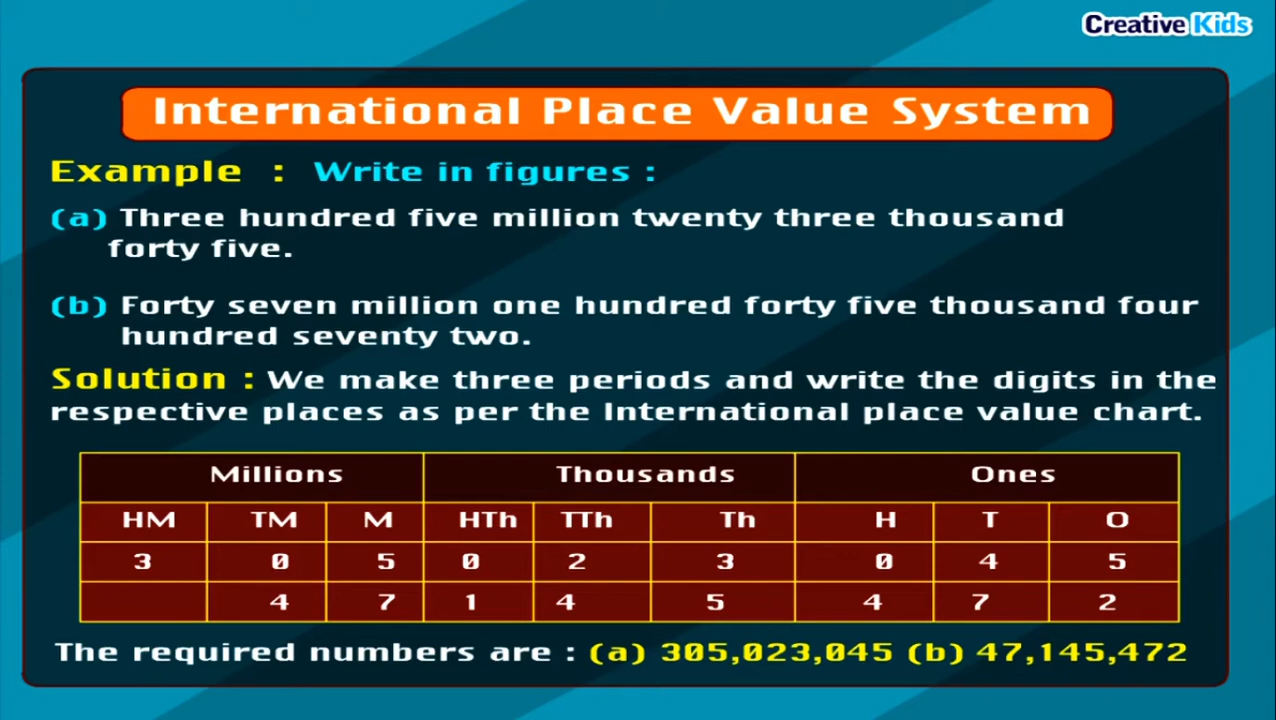 Creative Kids
International Place Value System
Example : Write in figures :
(a) Three hundred five million twenty three thousand
forty five.
(b) Forty seven million one hundred forty five thousand four
hundred seventy two.
Solution : We make three periods and write the digits in the
respective places as per the International place value chart.
Millions Thousands Ones
HM TM M HTh TTh Th H T O
3 0 5 0 2 3 0 4 5
4 7 1 4 5 4 7 2
The required numbers are : (a) 305,023,045 (b) 47,145,472